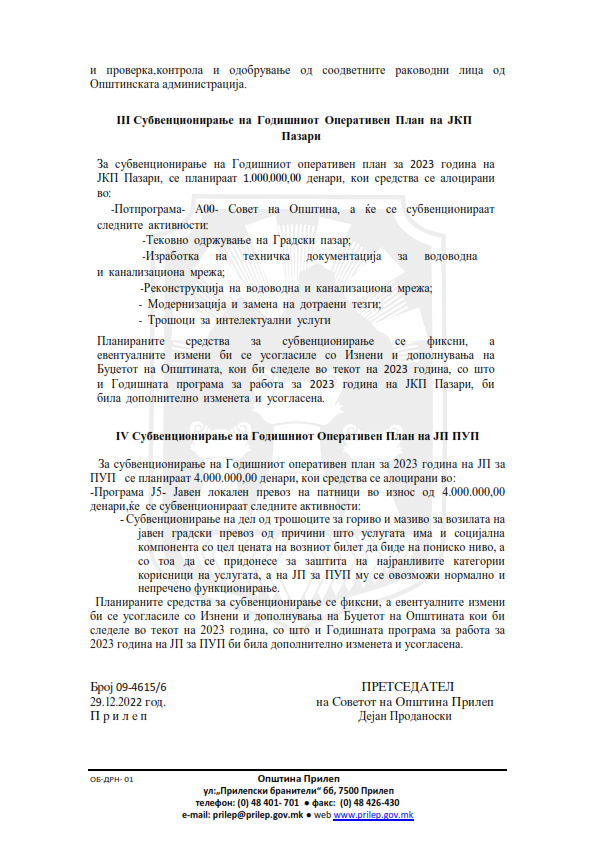 и проверка,контрола и одобрување од соодветните раководни лица од
Општинската администрација.
III Субвенционирање на Годишниот Оперативен План на ЈКП
Пазари
За субвенционирање на Годишниот оперативен план за 2023 година на
ЈКП Пазари, се планираат 1.000.000,00 денари, кои средства се алоцирани
во:
-Потпрограма- А00- Совет на Општина, а ќе се субвенционираат
следните активности:
-Тековно одржување на Градски пазар;
-Изработка на техничка документација за водоводна
и канализациона мрежа;
-Реконструкција на водоводна и канализациона мрежа;
- Модернизација и замена на дотраени тезги;
- Трошоци за интелектуални услуги
Планираните средства за субвенционирање се фиксни, а
евентуалните измени би се усогласиле со Изнени и дополнувања на
Буџетот на Општината, кои би следеле во текот на 2023 година, со што
и Годишната програма за работа за 2023 година на ЈКП Пазари, би
била дополнително изменета и усогласена.
IV Субвенционирање на Годишниот Оперативен План на ЈП ПУП
За субвенционирање на Годишниот оперативен план за 2023 година на ЈП за
ПУП се планираат 4.000.000,00 денари, кои средства се алоцирани во:
-Програма Ј5- Јавен локален превоз на патници во износ од 4.000.000,00
денари,ќе се субвенционираат следните активности:
- Субвенционирање на дел од трошоците за гориво и мазиво за возилата на
јавен градски превоз од причини што услугата има и социјална
компонента со цел цената на возниот билет да биде на пониско ниво, а
со тоа да се придонесе за заштита на најранливите категории
корисници на услугата, а на ЈП за ПУП му се овозможи нормално и
непречено функционирање.
Планираните средства за субвенционирање се фиксни, а евентуалните измени
би се усогласиле со Изнени и дополнувања на Буџетот на Општината кои би
следеле во текот на 2023 година, со што и Годишната програма за работа за
2023 година на ЈП за ПУП би била дополнително изменета и усогласена.
Број 09-4615/6 ПРЕТСЕДАТЕЛ
29.12.2022 год. на Советот на Општина Прилеп
П р и л е п Дејан Проданоски
ОБ-ДРН- 01 Општина Прилеп
ул:„Прилепски бранители“ бб, 7500 Прилеп
телефон: (0) 48 401- 701 ● факс: (0) 48 426-430
e-mail: prilep@prilep.gov.mk ● web www.prilep.gov.mk